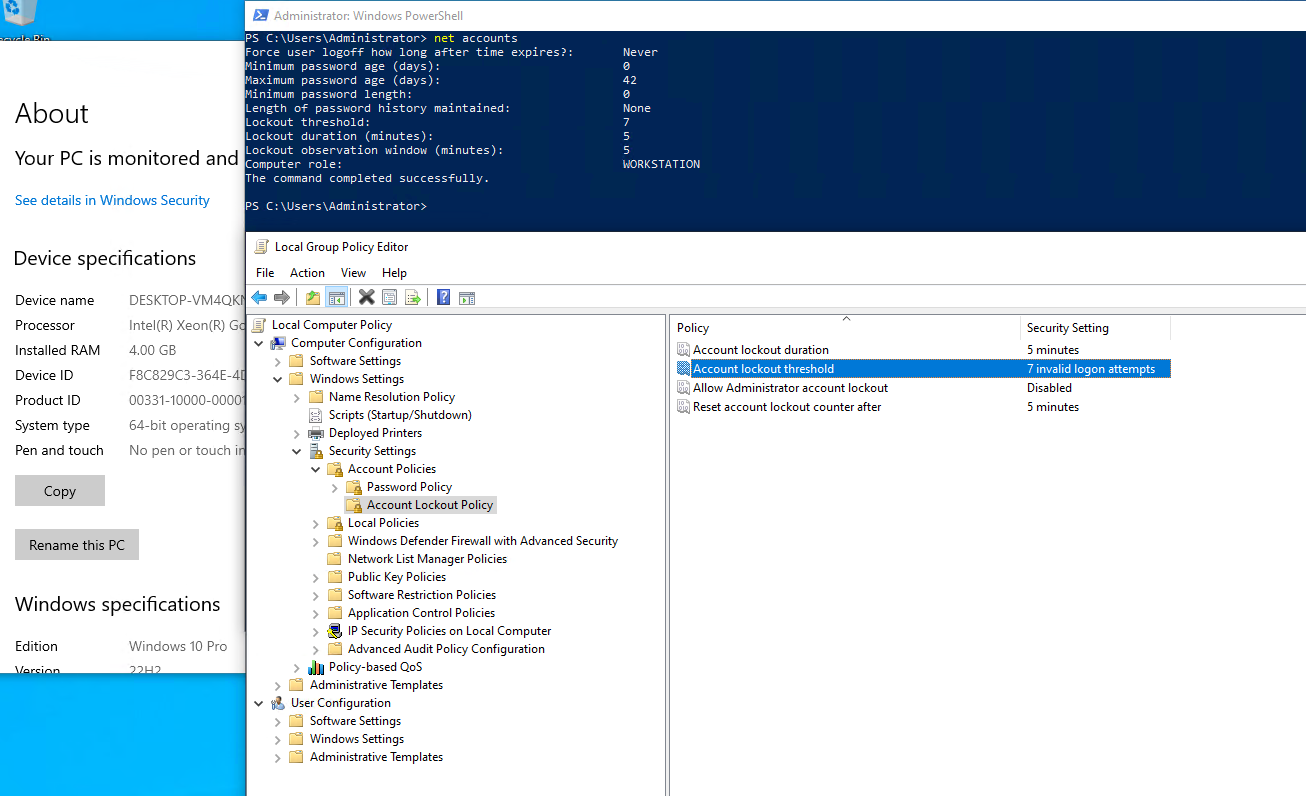 Administrator: Windows PowerShell
PS C:\Users\Administrator> net accounts
Force user logoff how long after time expires?: Never
Minimum password age (days): 0
Maximum password age (days): 42
Minimum password length: 0
Length of password history maintained: None
Lockout threshold: 7
Lockout duration (minutes): 5
Lockout observation window (minutes): 5
Computer role: WORKSTATION
The command completed successfully.
PS C:\Users\Administrator>
Bin
About
Your PC is monitored and
See details in Windows Security
Device specifications
Device name DESKTOP-VM4QK
Processor Intel(R) Xeon(R)
Installed RAM 4.00 GB
Device ID F8C829C3-364E-4
Product ID 00331-10000-0000
System type 64-bit operating
Pen and touch No pen or touch
Copy
Rename this PC
Windows specifications
Edition Windows 10 Pro
Version 22H2
Local Group Policy Editor
File Action View Help
Local Computer Policy
Computer Configuration
Software Settings
Windows Settings
Name Resolution Policy
Scripts (Startup/Shutdown)
Deployed Printers
Security Settings
Account Policies
Password Policy
Account Lockout Policy
Local Policies
Windows Defender Firewall with Advanced Security
Network List Manager Policies
Public Key Policies
Software Restriction Policies
Application Control Policies
IP Security Policies on Local Computer
Advanced Audit Policy Configuration
Policy-based QoS
Administrative Templates
User Configuration
Software Settings
Windows Settings
Administrative Templates
Policy Security Setting
Account lockout duration 5 minutes
Account lockout threshold 7 invalid logon attempts
Allow Administrator account lockout Disabled
Reset account lockout counter after 5 minutes